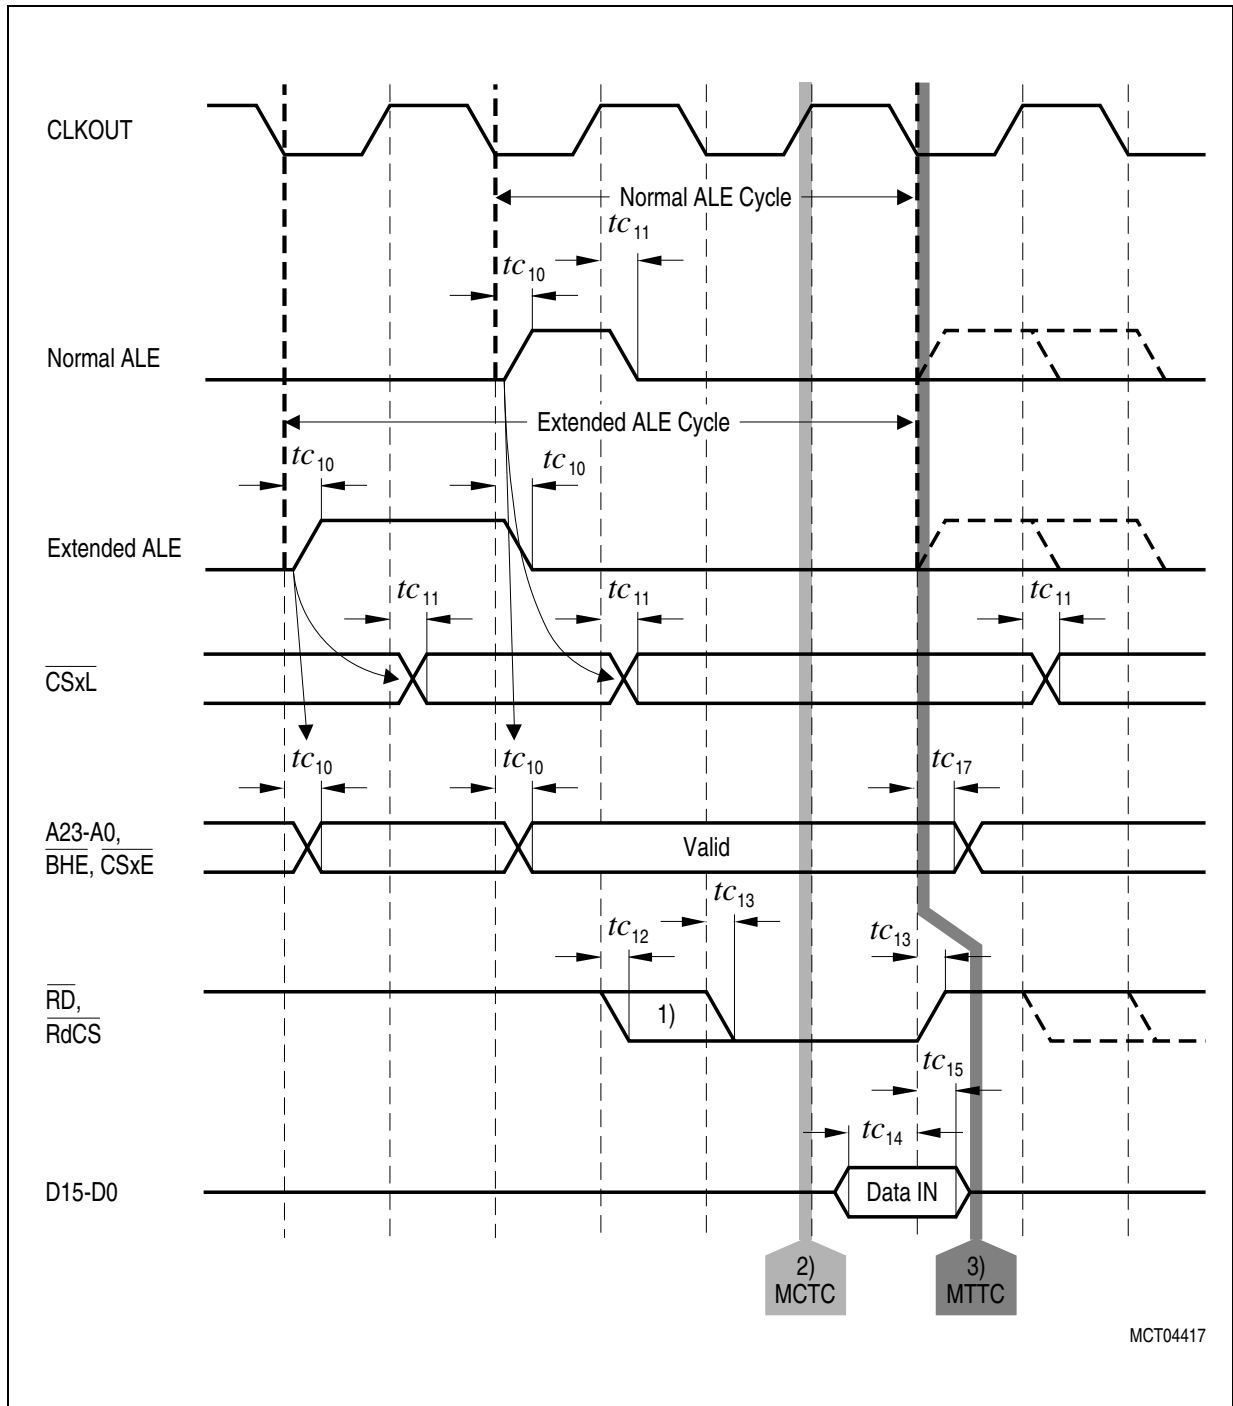 CLKOUT
Normal ALE Cycle
tc11
tc10
Normal ALE
Extended ALE Cycle
tc10
tc10
Extended ALE
tc11
tc11
tc11
CSxL
tc10
tc10
tc17
A23-A0,
BHE, CSxE
Valid
tc13
tc12
tc13
RD,
RdCS
1)
tc15
tc14
D15-D0
Data IN
2)
MCTC
3)
MTTC
MCT04417